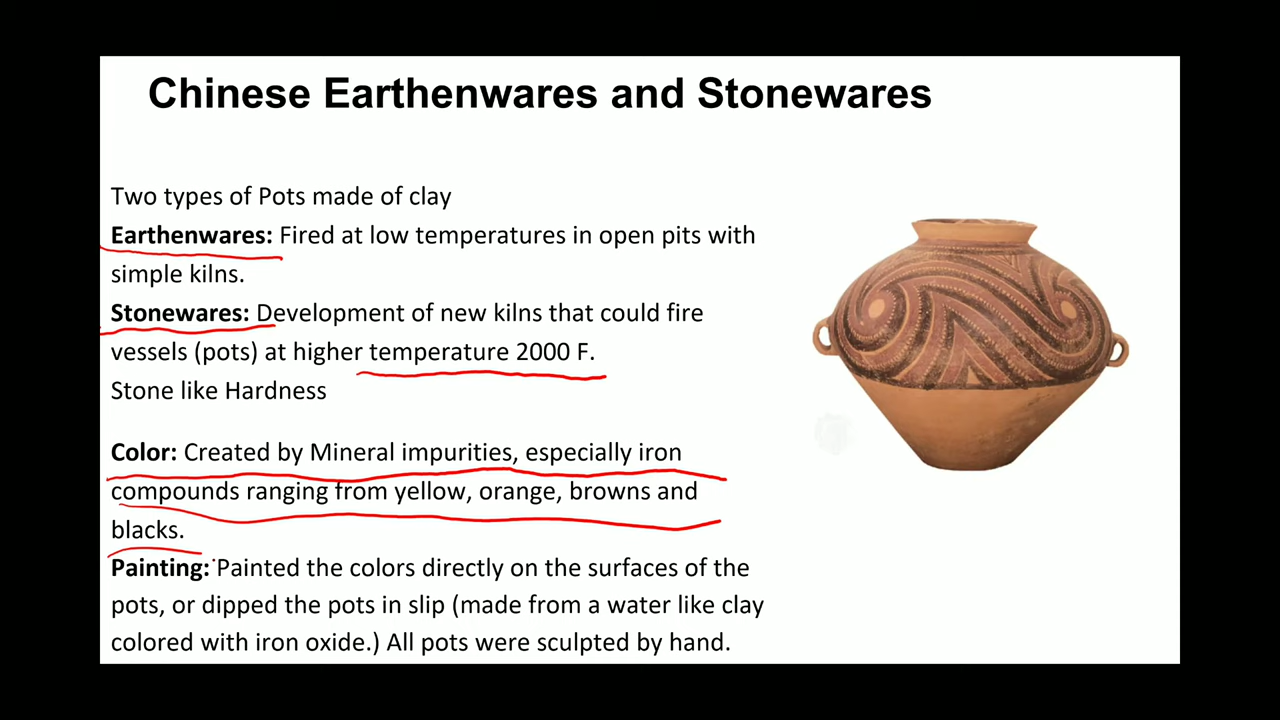 Chinese Earthenwares and Stonewares
Two types of Pots made of clay
Earthenwares: Fired at low temperatures in open pits with
simple kilns.
Stonewares: Development of new kilns that could fire
vessels (pots) at higher temperature 2000 F.
Stone like Hardness
Color: Created by Mineral impurities, especially iron
compounds ranging from yellow, orange, browns and
blacks.
Painting: Painted the colors directly on the surfaces of the
pots, or dipped the pots in slip (made from a water like clay
colored with iron oxide.) All pots were sculpted by hand.